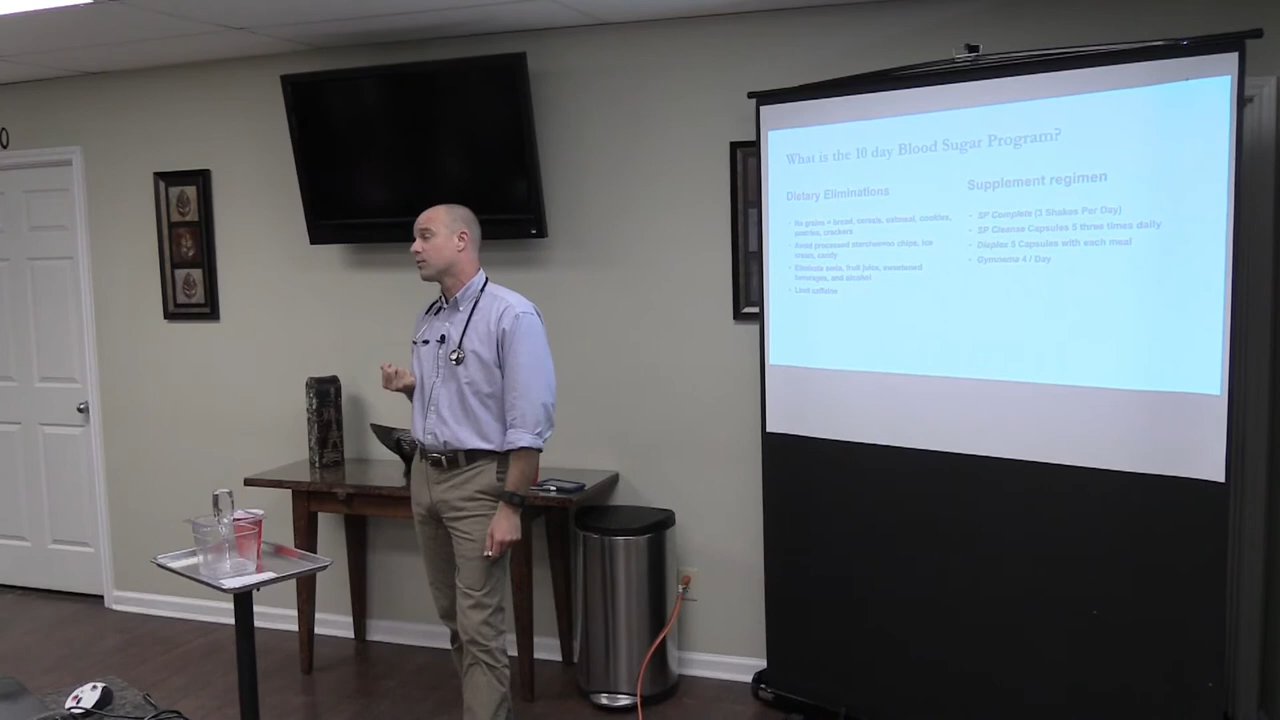 What is the 10 day Blood Sugar Program?
Dietary Eliminations
- No grains = bread, cereals, oatmeal, cookies,
pastries, crackers
- Avoid processed starches=no chips, ice
cream, candy
- Eliminate soda, fruit juice, sweetened
beverages, and alcohol
- Limit caffeine
Supplement regimen
- SP Complete (3 Shakes Per Day)
- SP Cleanse Capsules 5 three times daily
- Diaplex 5 Capsules with each meal
- Gymnema 4 / Day